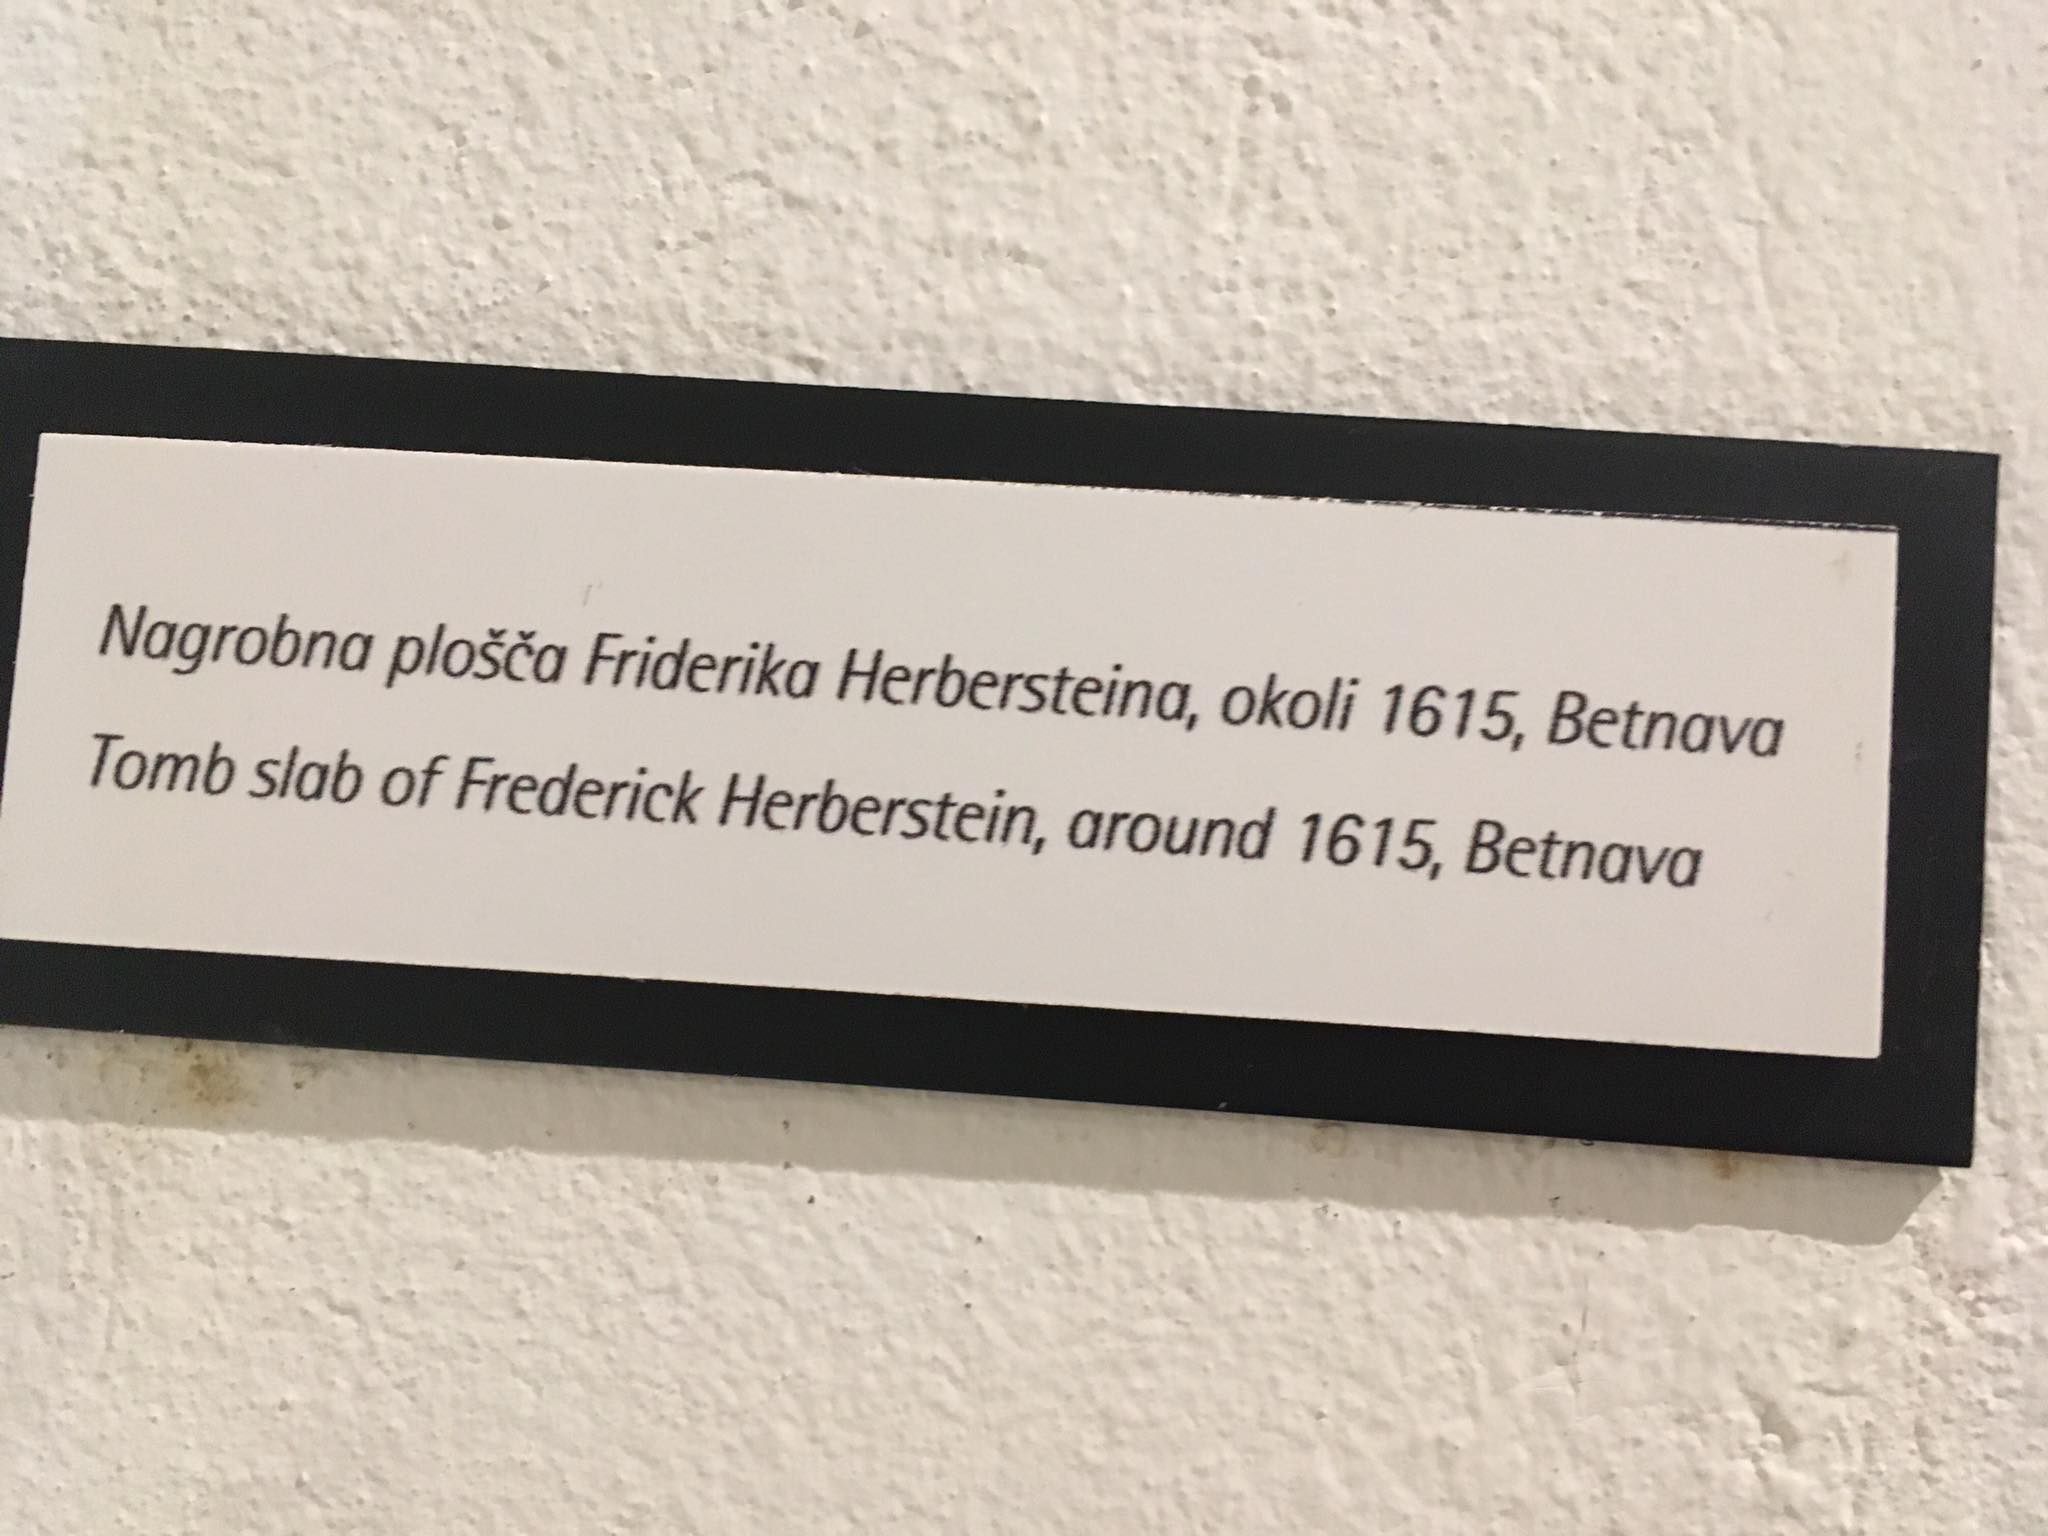 Nagrobna plošča Friderika Herbersteina, okoli 1615, Betnava
Tomb slab of Frederick Herberstein, around 1615, Betnava